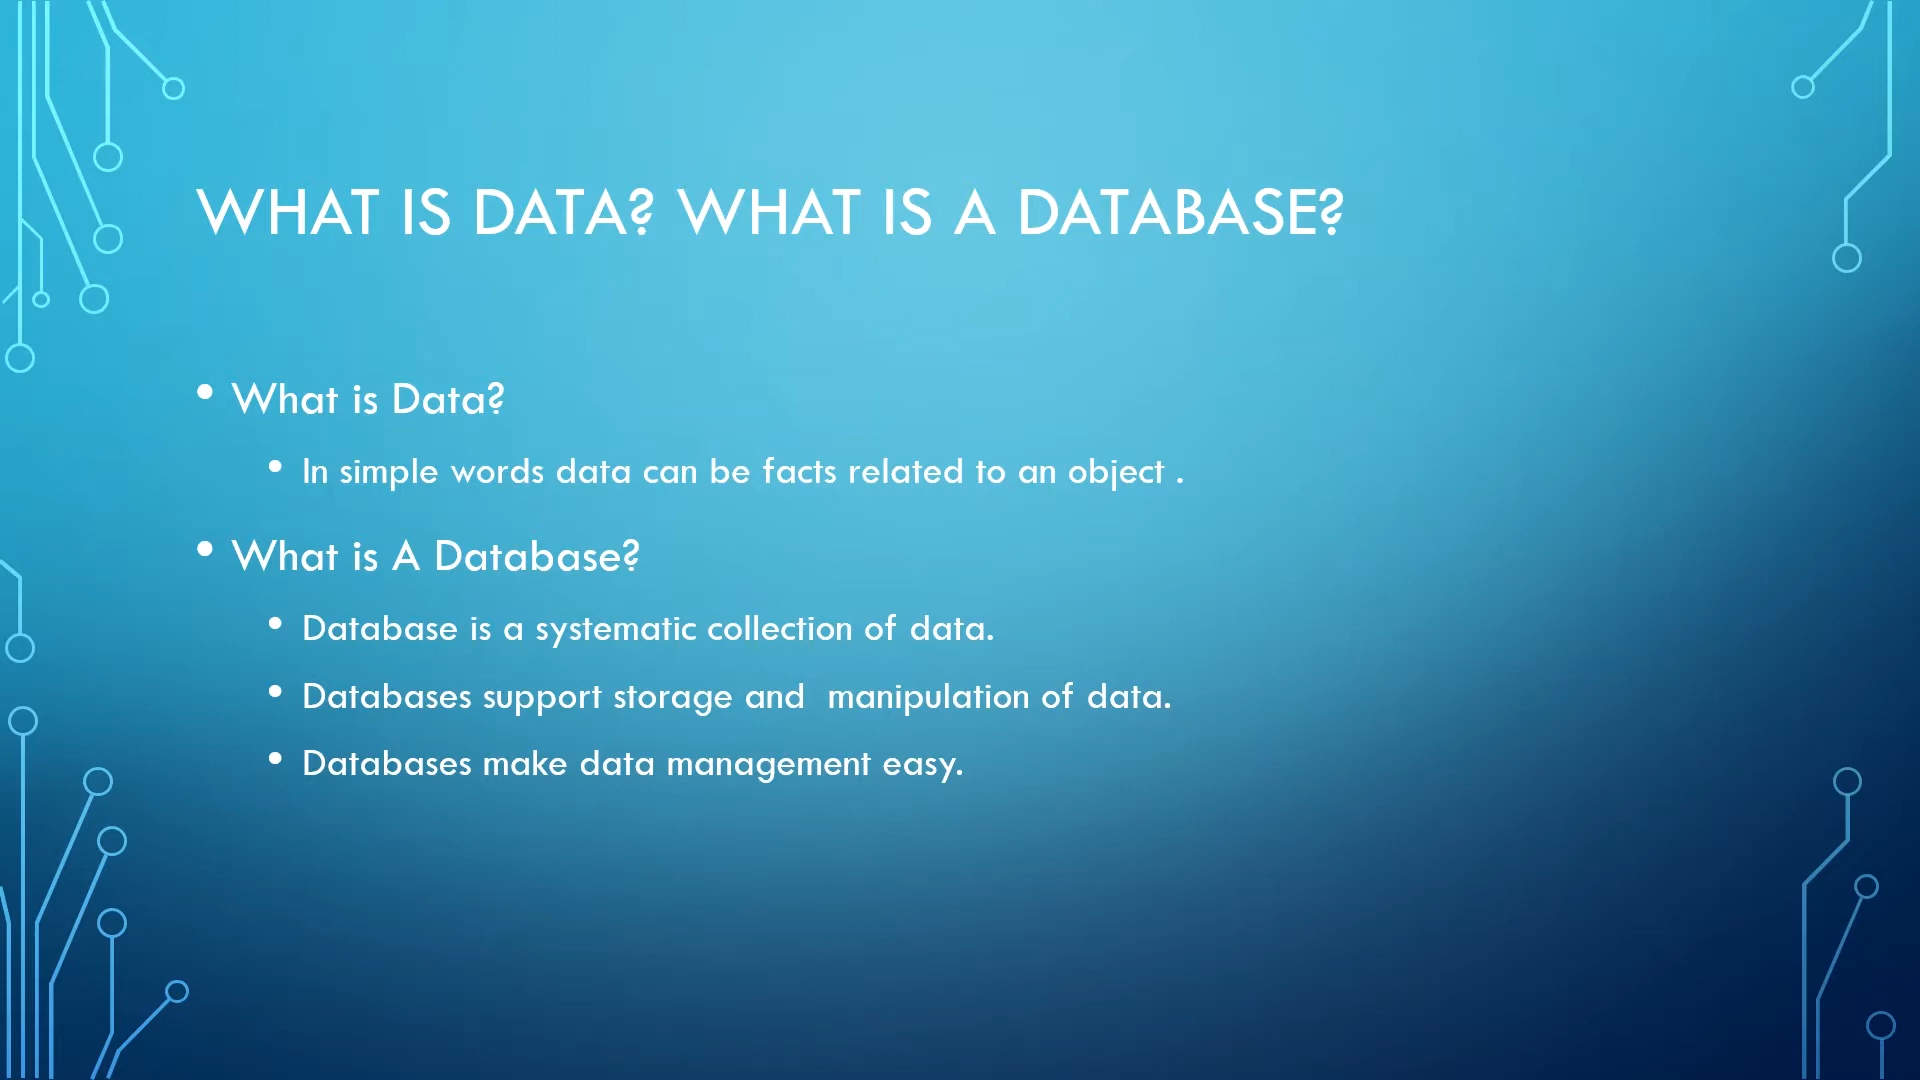 WHAT IS DATA? WHAT IS A DATABASE?
• What is Data?
• In simple words data can be facts related to an object .
• What is A Database?
• Database is a systematic collection of data.
• Databases support storage and  manipulation of data.
• Databases make data management easy.